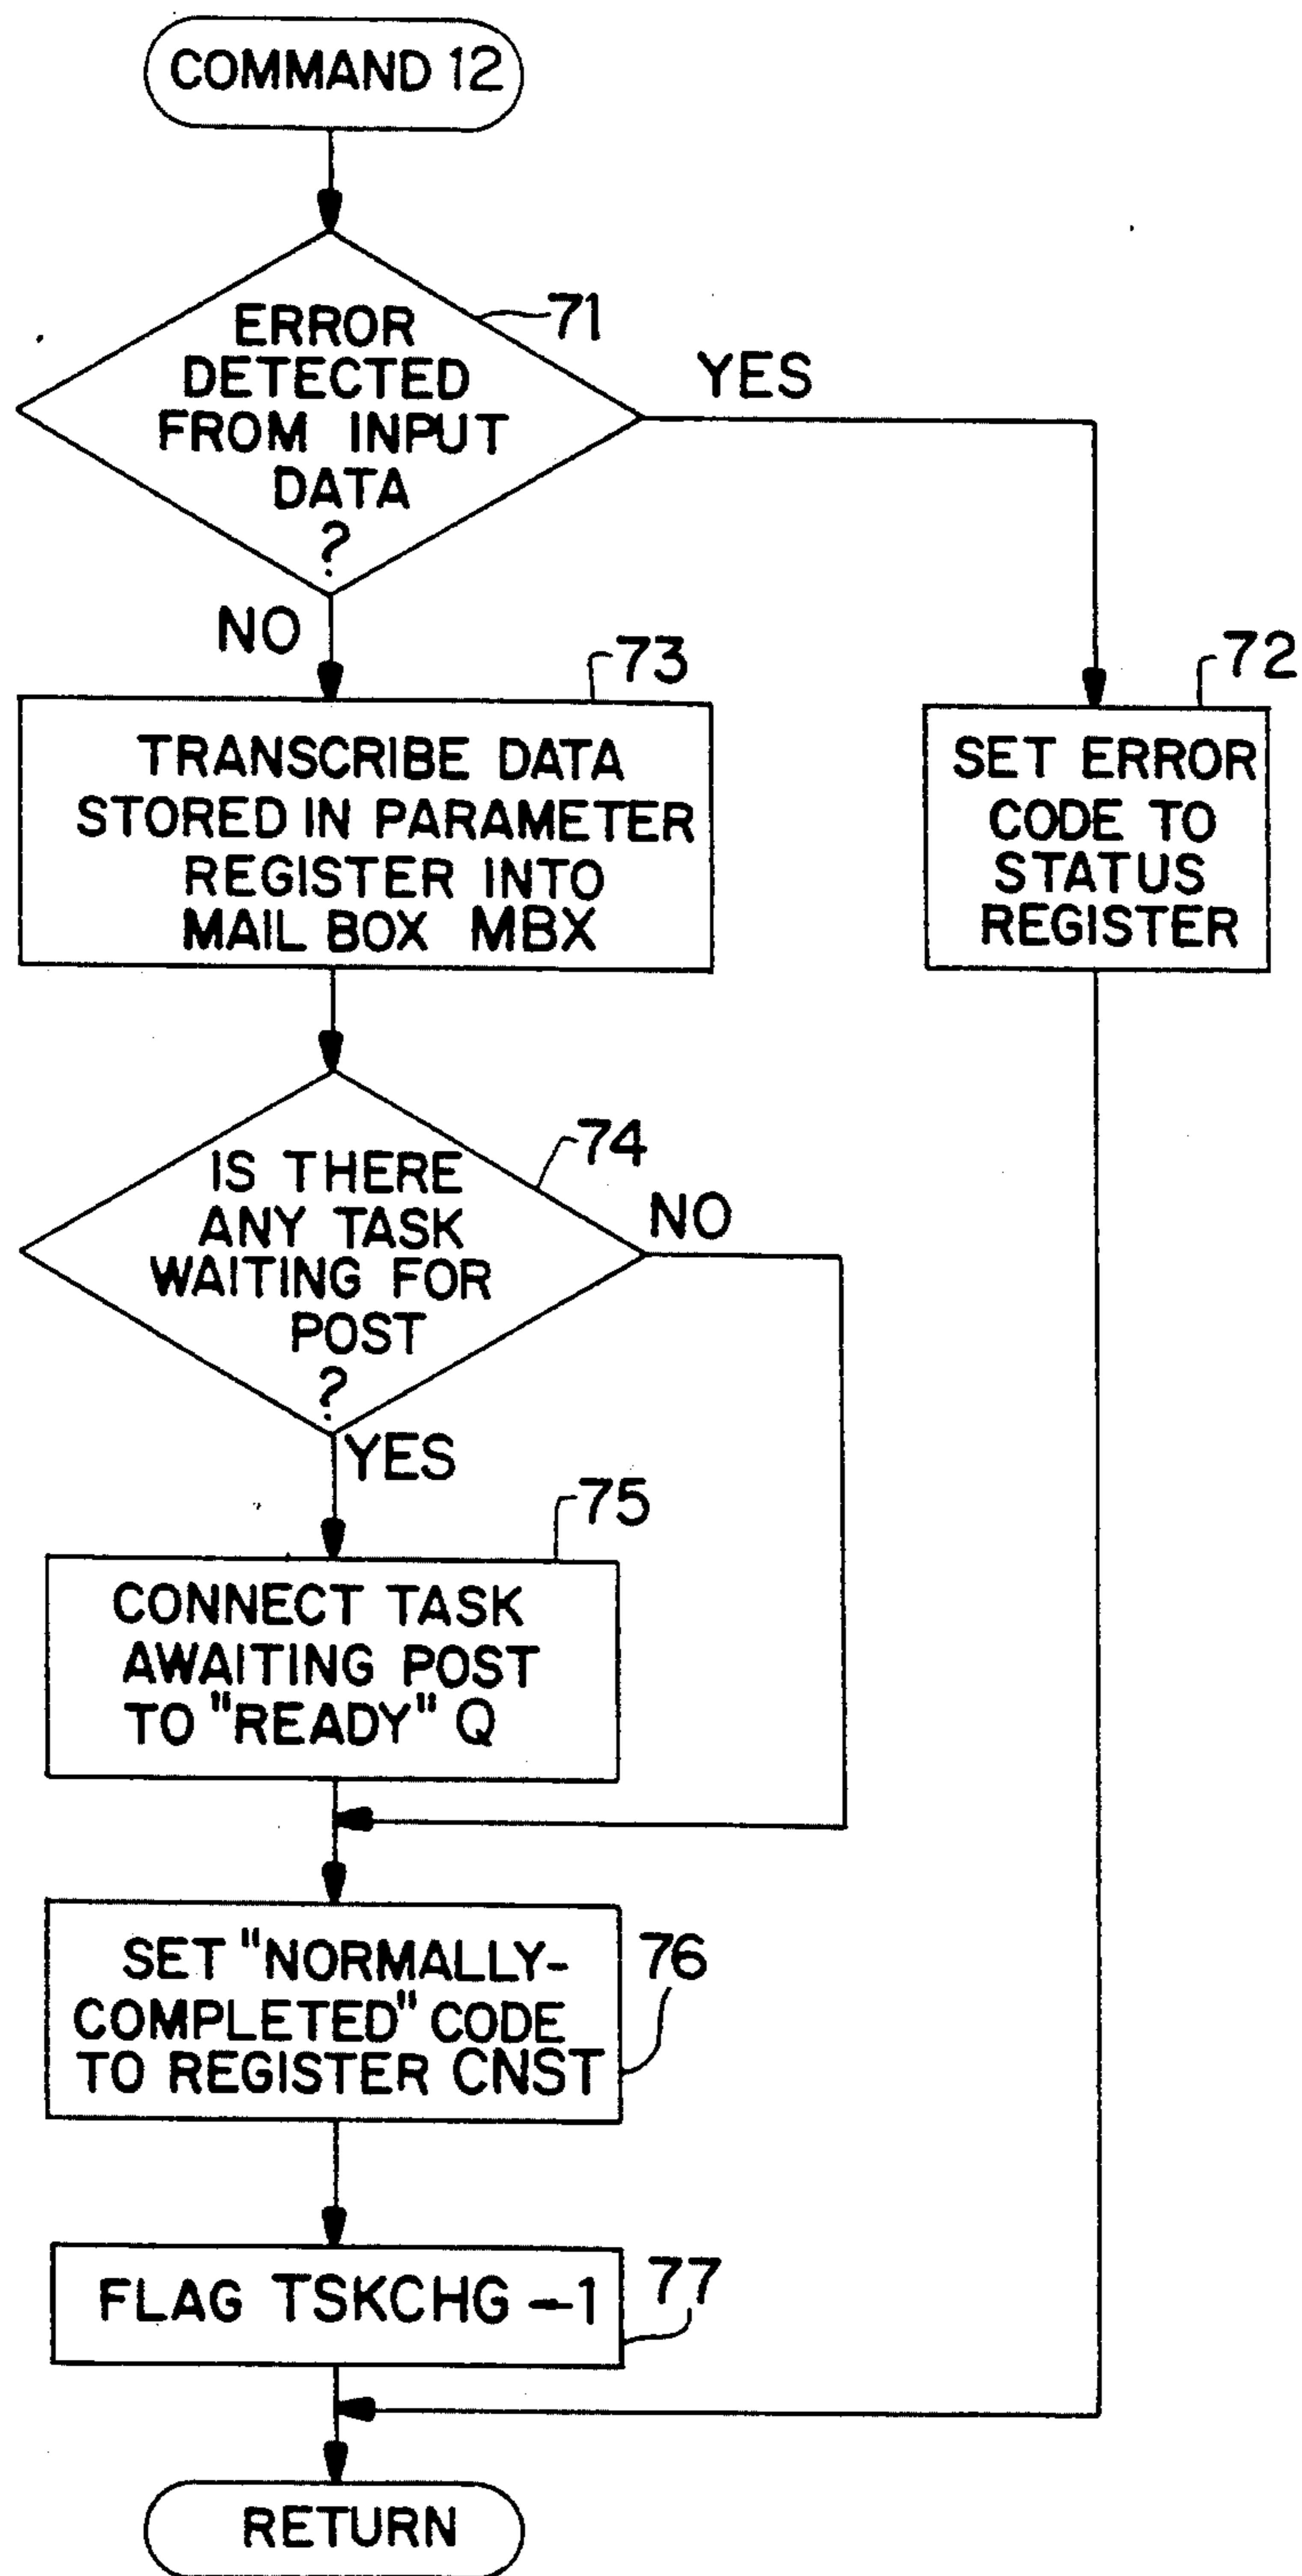 COMMAND 12
ERROR
DETECTED
FROM INPUT
DATA
?
71
YES
NO
73
TRANSCRIBE DATA
STORED IN PARAMETER
REGISTER INTO
MAIL BOX MBX
72
SET ERROR
CODE TO
STATUS
REGISTER
IS THERE
ANY TASK
WAITING FOR
POST
?
74
NO
YES
75
CONNECT TASK
AWAITING POST
TO "READY" Q
SET "NORMALLY-
COMPLETED" CODE
TO REGISTER CNST
76
FLAG TSKCHG -1
77
RETURN